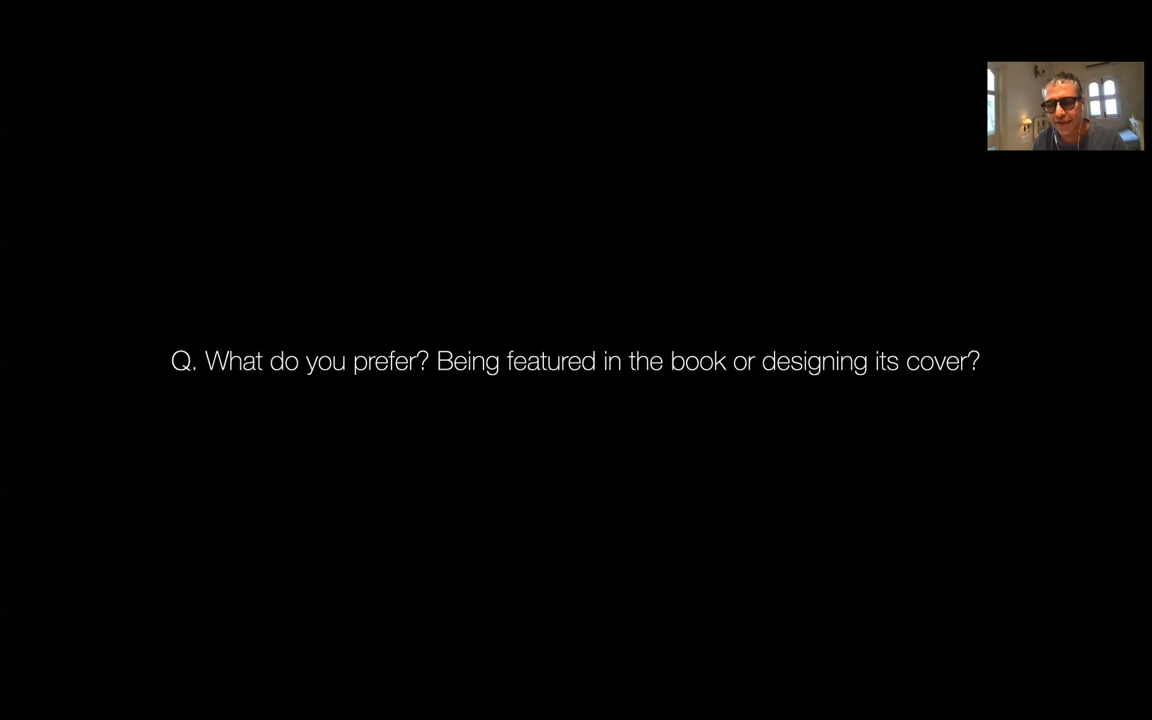 Q. What do you prefer? Being featured in the book or designing its cover?